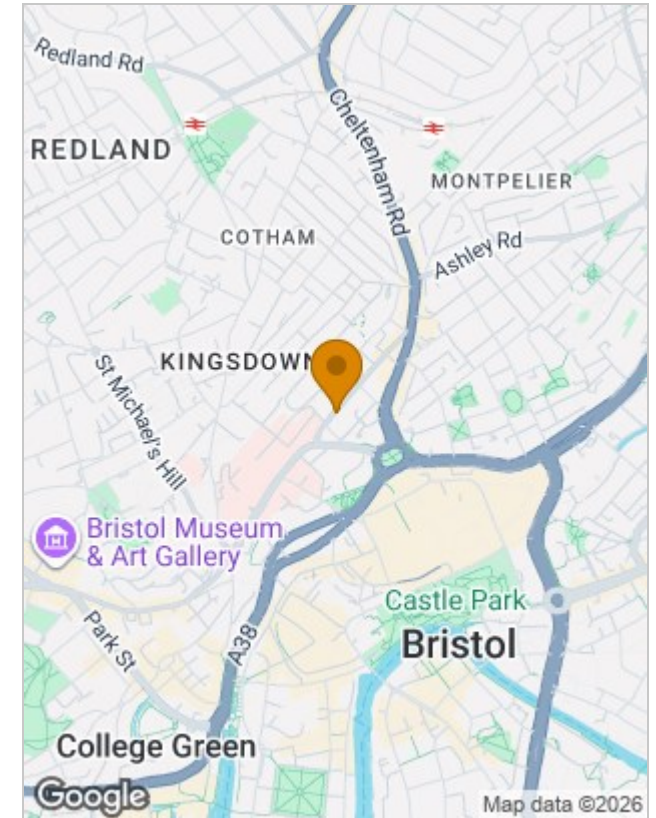 Redland Rd
REDLAND
Cheltenham Rd
MONTPELIER
COTHAM
Ashley Rd
KINGSDOWN
St Michael's Hill
Bristol Museum
& Art Gallery
Castle Park
Park St
A38
Bristol
College Green
Google
Map data ©2026